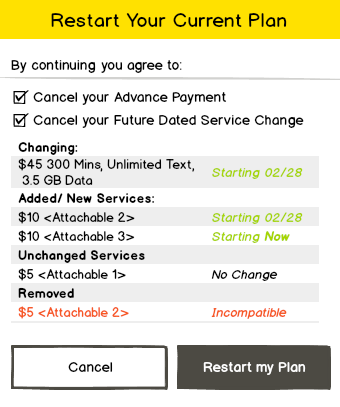 Restart Your Current Plan
By continuing you agree to:
Cancel your Advance Payment
Cancel your Future Dated Service Change
Changing:
$45 300 Mins, Unlimited Text, Starting 02/28
3.5 GB Data
Added/ New Services:
$10 <Attachable 2> Starting 02/28
$10 <Attachable 3> Starting Now
Unchanged Services
$5 <Attachable 1> No Change
Removed
$5 <Attachable 2> Incompatible
Cancel Restart my Plan